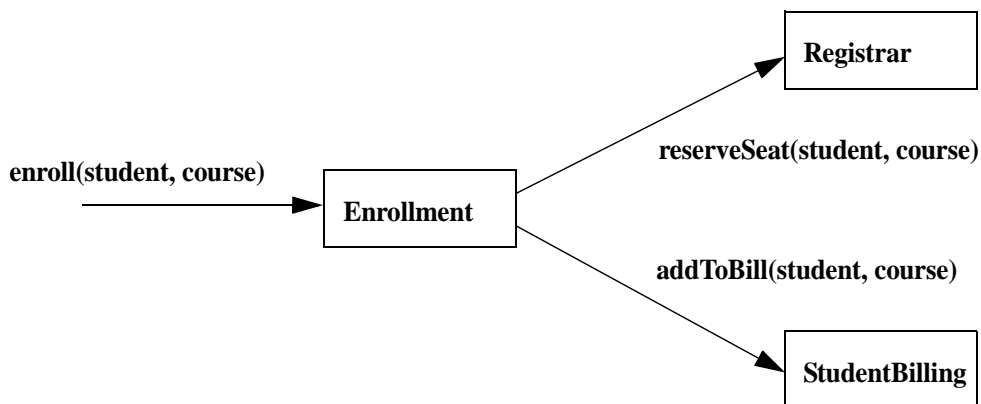 Registrar
reserveSeat(student, course)
enroll(student, course)
Enrollment
addToBill(student, course)
StudentBilling